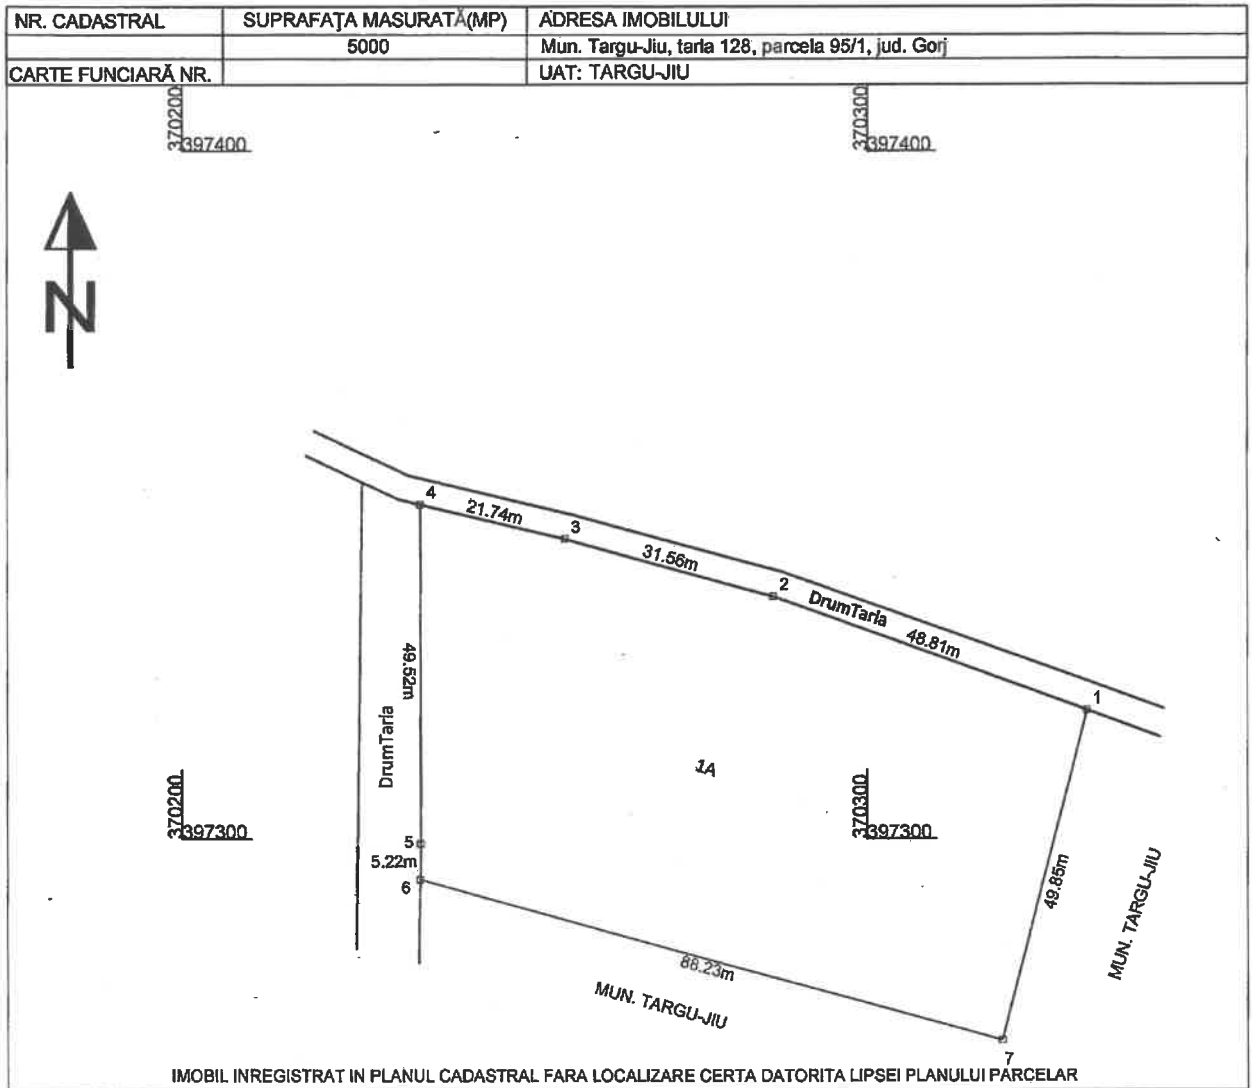 NR. CADASTRAL SUPRAFAŢA MASURATĂ(MP) ADRESA IMOBILULUI
5000 Mun. Targu-Jiu, tarla 128, parcela 95/1, jud. Gorj
CARTE FUNCIARĂ NR. UAT: TARGU-JIU
370200 397400
370300 397400
N
4
21.74m
3
31.56m
2
DrumTarla
48.81m
1
49.52m
DrumTarla
1A
370200 397300
370300 397300
5
5.22m
6
49.85m
MUN. TARGU-JIU
88.23m
MUN. TARGU-JIU
7
IMOBIL INREGISTRAT IN PLANUL CADASTRAL FARA LOCALIZARE CERTA DATORITA LIPSEI PLANULUI PARCELAR